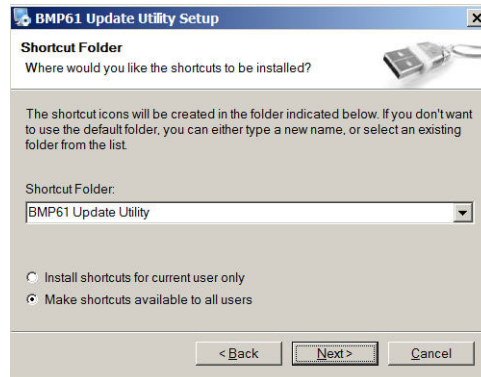 BMP61 Update Utility Setup
Shortcut Folder
Where would you like the shortcuts to be installed?
The shortcut icons will be created in the folder indicated below. If you don't want
to use the default folder, you can either type a new name, or select an existing
folder from the list.
Shortcut Folder:
BMP61 Update Utility
Install shortcuts for current user only
Make shortcuts available to all users
< Back Next > Cancel